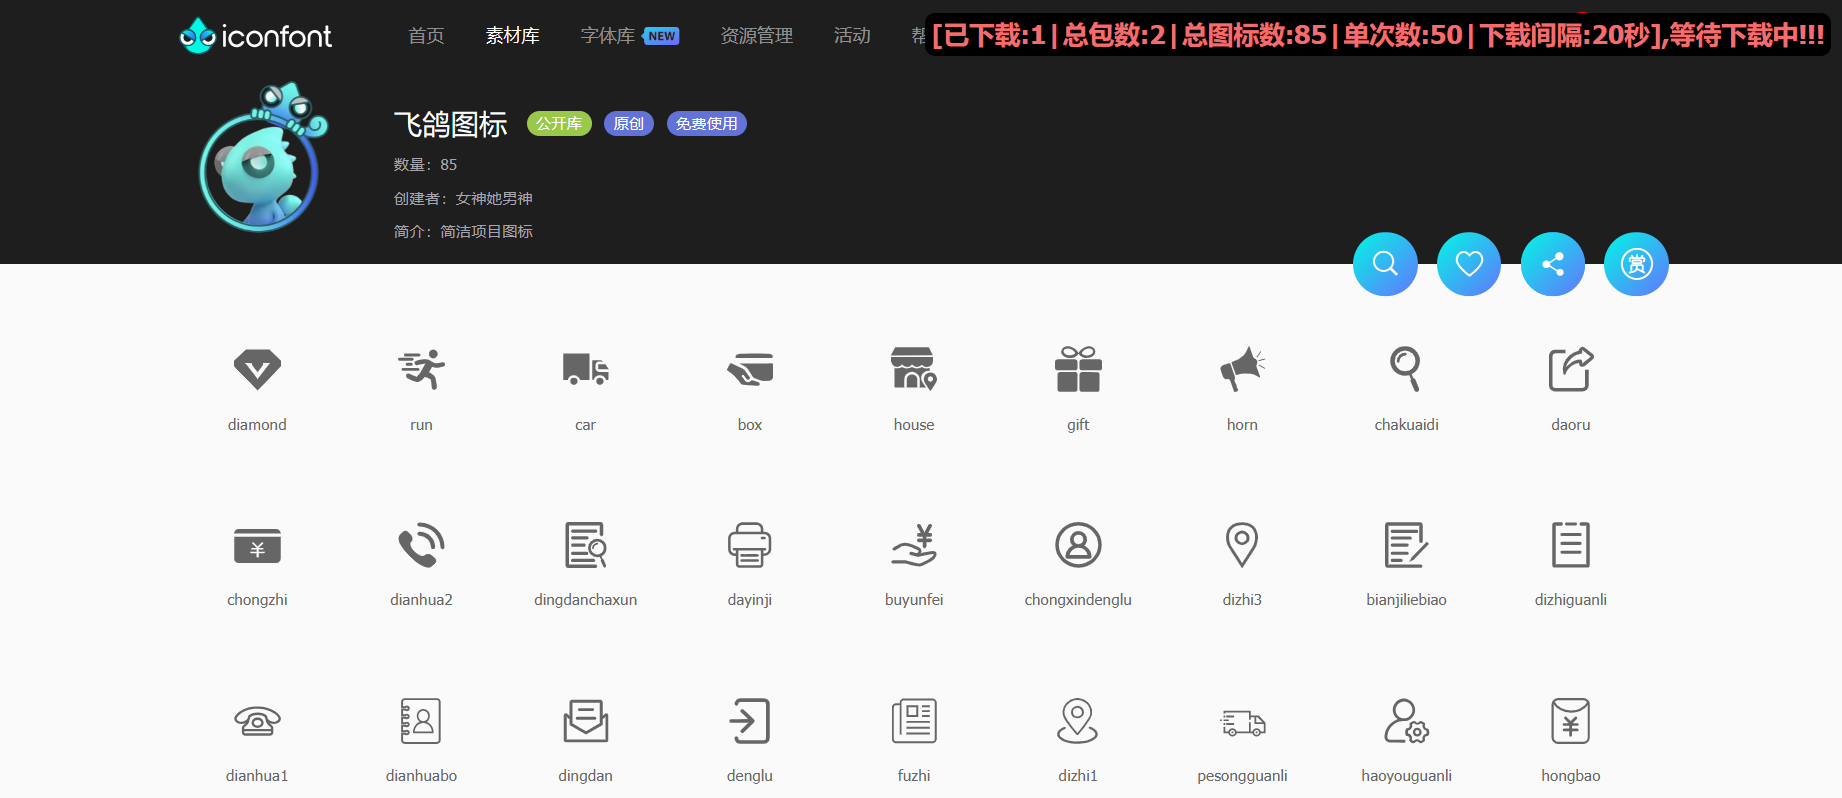 iconfont
首页 素材库 字体库 NEW 资源管理 活动
[已下载:1|总包数:2|总图标数:85|单次数:50|下载间隔:20秒],等待下载中!!!
飞鸽图标 公开库 原创 免费使用
数量：85
创建者：女神她男神
简介：简洁项目图标
赏
diamond run car box house gift horn chakuaidi daoru
chongzhi dianhua2 dingdanchaxun dayinji buyunfei chongxindenglu dizhi3 bianjiliebiao dizhiguanli
dianhua1 dianhuabo dingdan denglu fuzhi dizhi1 pesongguanli haoyouguanli hongbao